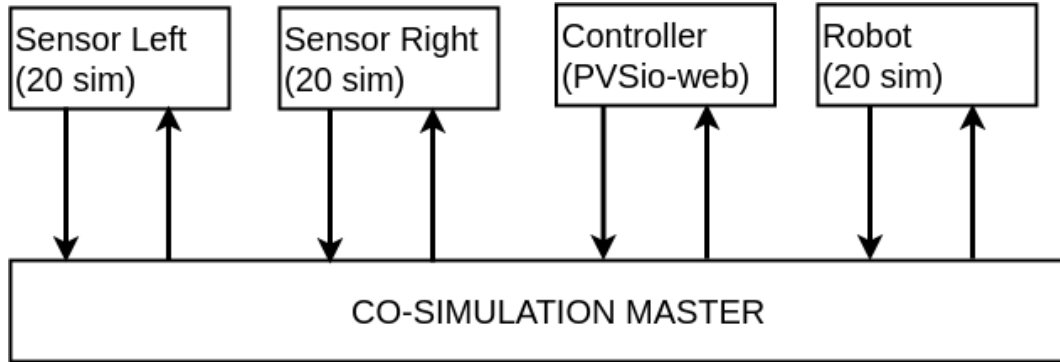 Sensor Left
(20 sim)
Sensor Right
(20 sim)
Controller
(PVSio-web)
Robot
(20 sim)
CO-SIMULATION MASTER